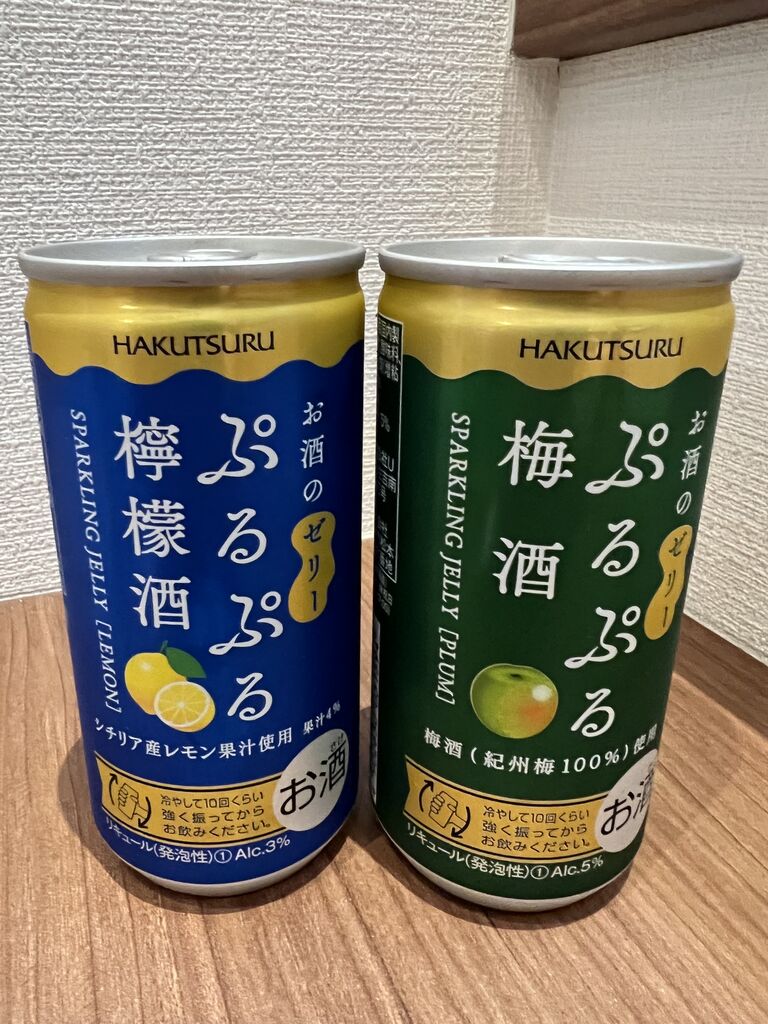 HAKUTSURU
お酒の
ゼリー
ぷるぷる
檸檬酒
SPARKLING JELLY [LEMON]
シチリア産レモン果汁使用 果汁4%
冷やして10回くらい
強く振ってから
お飲みください。
お酒
リキュール(発泡性)① Alc.3%
HAKUTSURU
お酒の
ゼリー
ぷるぷる
梅酒
SPARKLING JELLY [PLUM]
梅酒(紀州梅100%)使用
冷やして10回くらい
強く振ってから
お飲みください。
お酒
リキュール(発泡性)① Alc.5%
5%